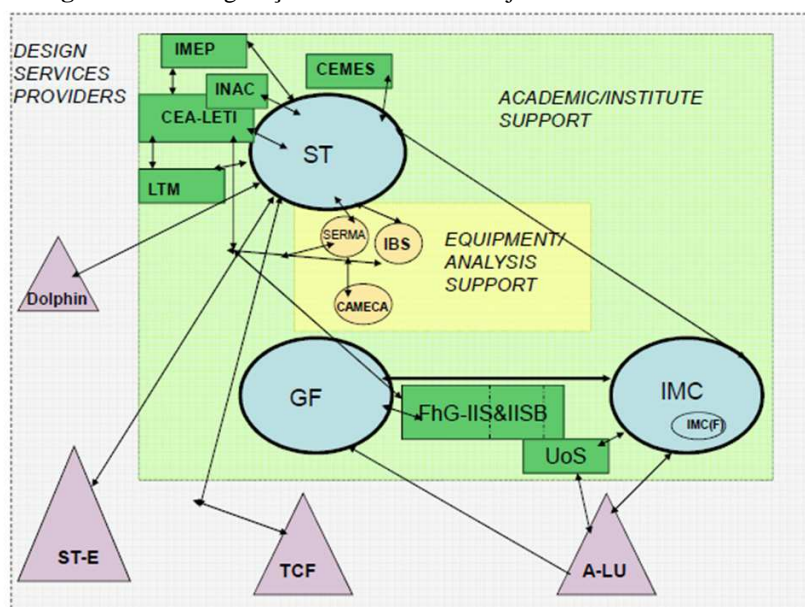 DESIGN
SERVICES
PROVIDERS
IMEP
INAC
CEA-LETI
LTM
CEMES
ST
ACADEMIC/INSTITUTE
SUPPORT
SERMA
IBS
CAMECA
EQUIPMENT/
ANALYSIS
SUPPORT
Dolphin
GF
FhG-IIS&IISB
UoS
IMC
IMC(F)
ST-E
TCF
A-LU